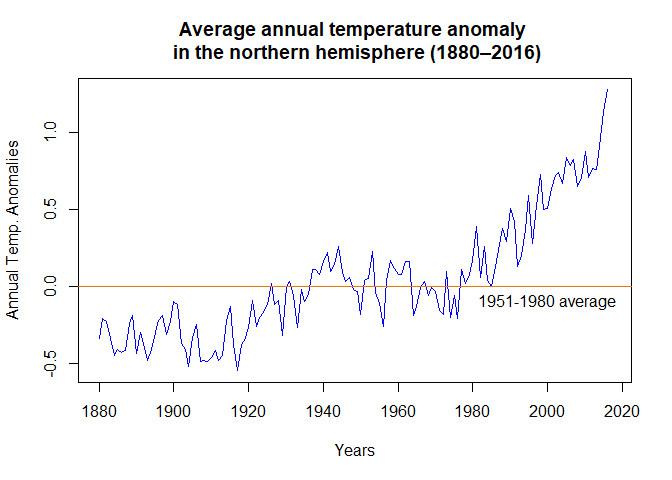 Average annual temperature anomaly
in the northern hemisphere (1880–2016)
Annual Temp. Anomalies
1.0
0.5
0.0
-0.5
1951-1980 average
1880
1900
1920
1940
1960
1980
2000
2020
Years